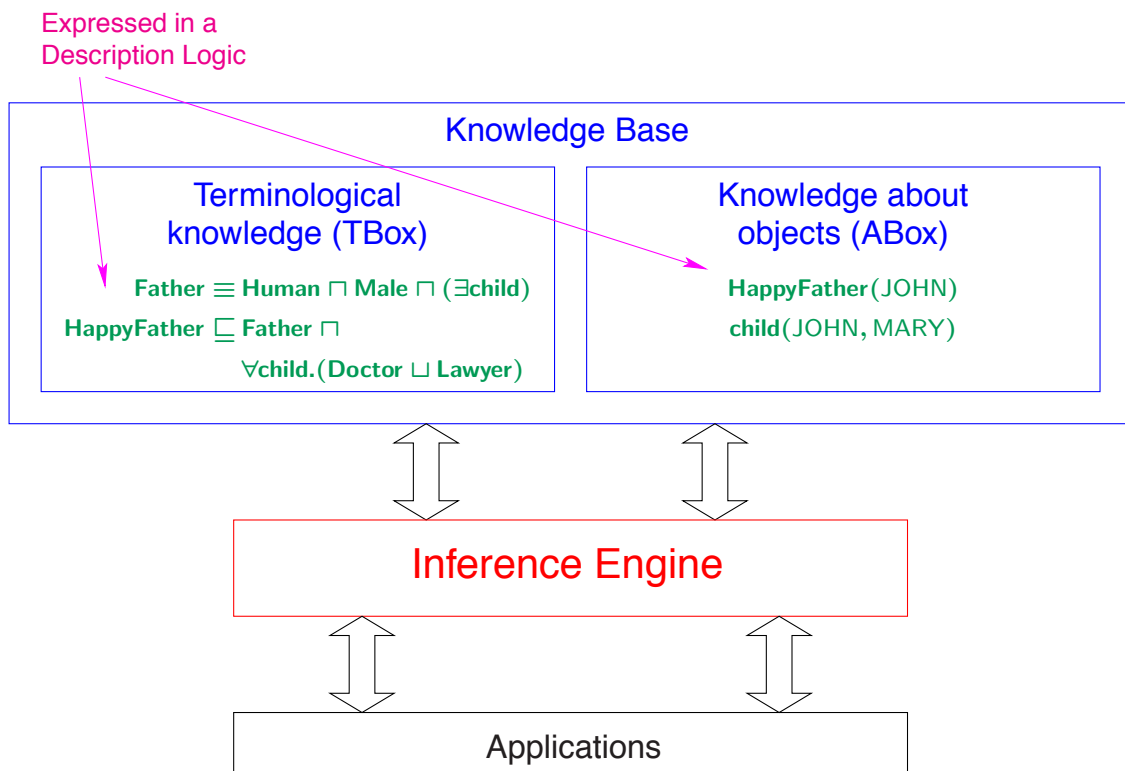 Expressed in a
Description Logic
Knowledge Base
Terminological
knowledge (TBox)
Father ≡ Human ⊓ Male ⊓ (∃child)
HappyFather ⊑ Father ⊓
∀child.(Doctor ⊔ Lawyer)
Knowledge about
objects (ABox)
HappyFather(JOHN)
child(JOHN, MARY)
Inference Engine
Applications